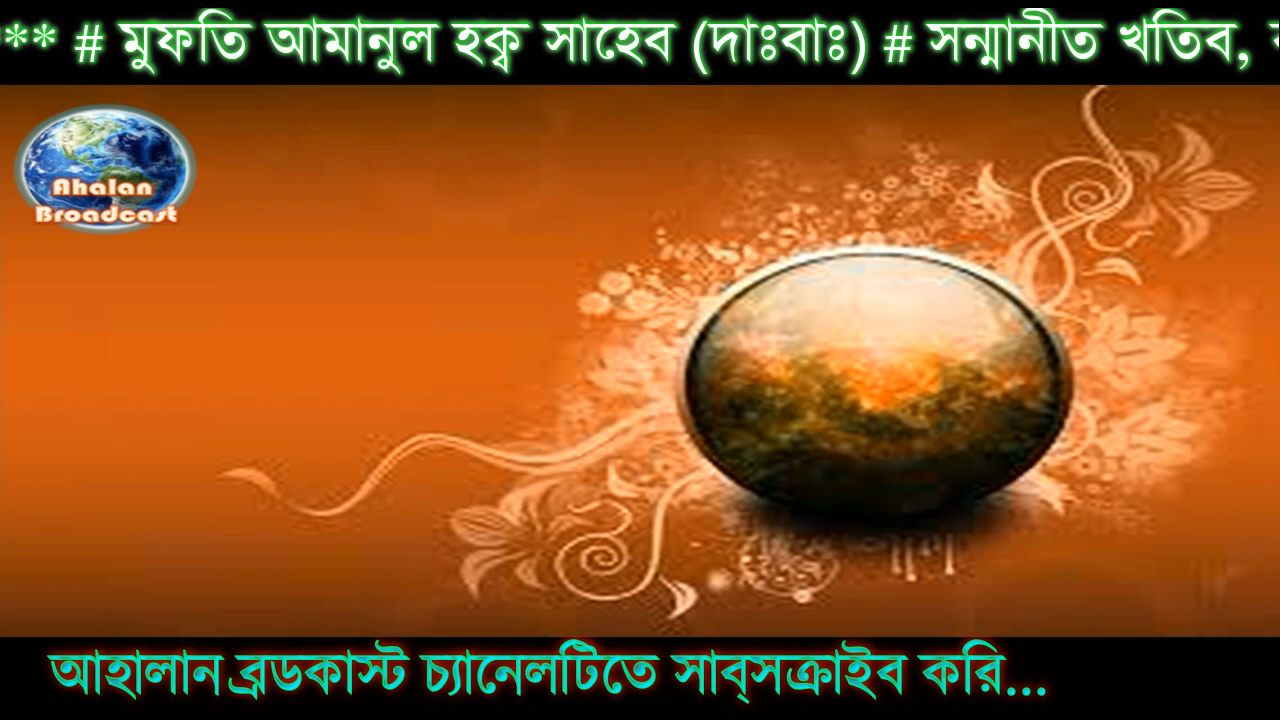 ** # মুফতি আমানুল হক্ব সাহেব (দাঃবাঃ) # সন্মানীত খতিব,
Ahalan
Broadcast
আহালান ব্রডকাস্ট চ্যানেলটিতে সাব্‌সক্রাইব করি...